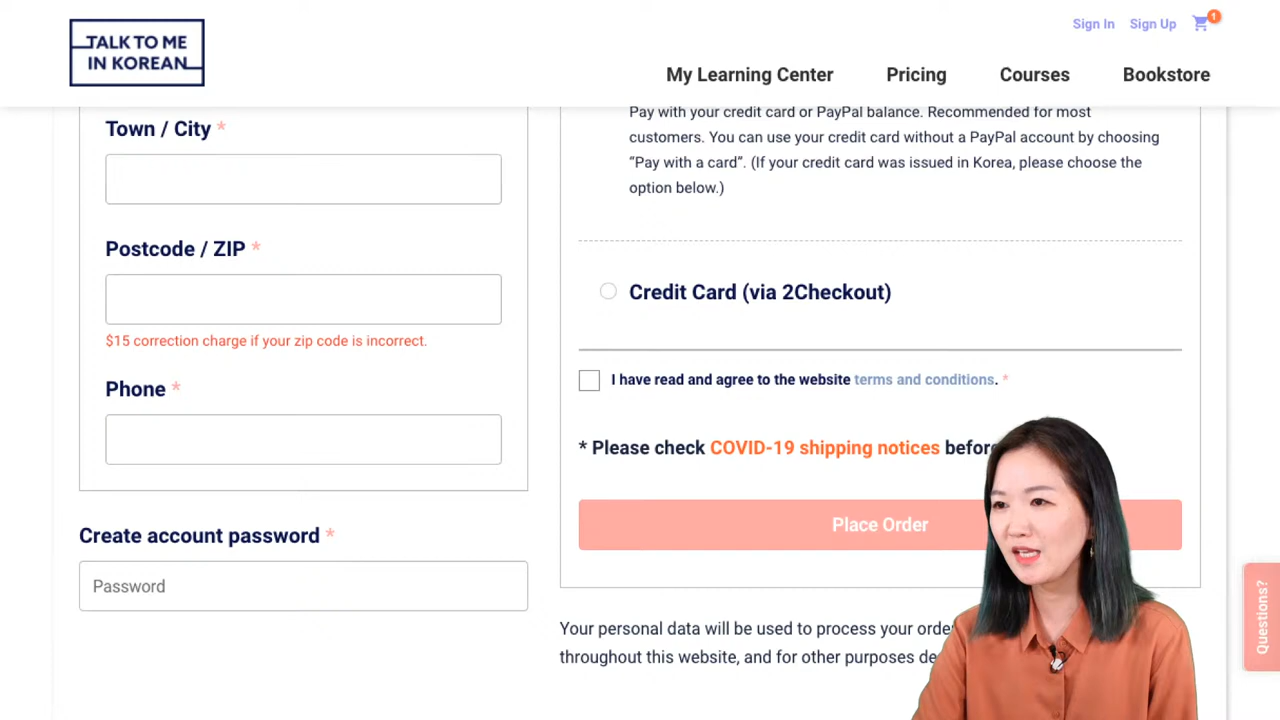 TALK TO ME
IN KOREAN
Sign In Sign Up 1
My Learning Center Pricing Courses Bookstore
Town / City *
Postcode / ZIP *
$15 correction charge if your zip code is incorrect.
Phone *
Create account password *
Password
Pay with your credit card or PayPal balance. Recommended for most
customers. You can use your credit card without a PayPal account by choosing
“Pay with a card”. (If your credit card was issued in Korea, please choose the
option below.)
Credit Card (via 2Checkout)
I have read and agree to the website terms and conditions. *
* Please check COVID-19 shipping notices
Place Order
Your personal data will be used to process your
throughout this website, and for other purposes
Questions?